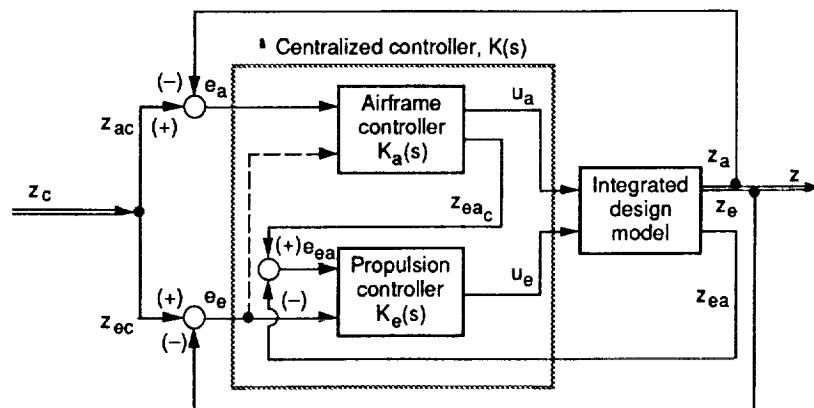 Centralized controller, K(s)
(–)
e_a
z_ac
(+)
Airframe
controller
K_a(s)
u_a
z_c
z_ea_c
Integrated
design
model
z_a
z
z_e
(+)
e_ea
Propulsion
controller
K_e(s)
u_e
z_ea
(+)
e_e
(–)
z_ec
(–)